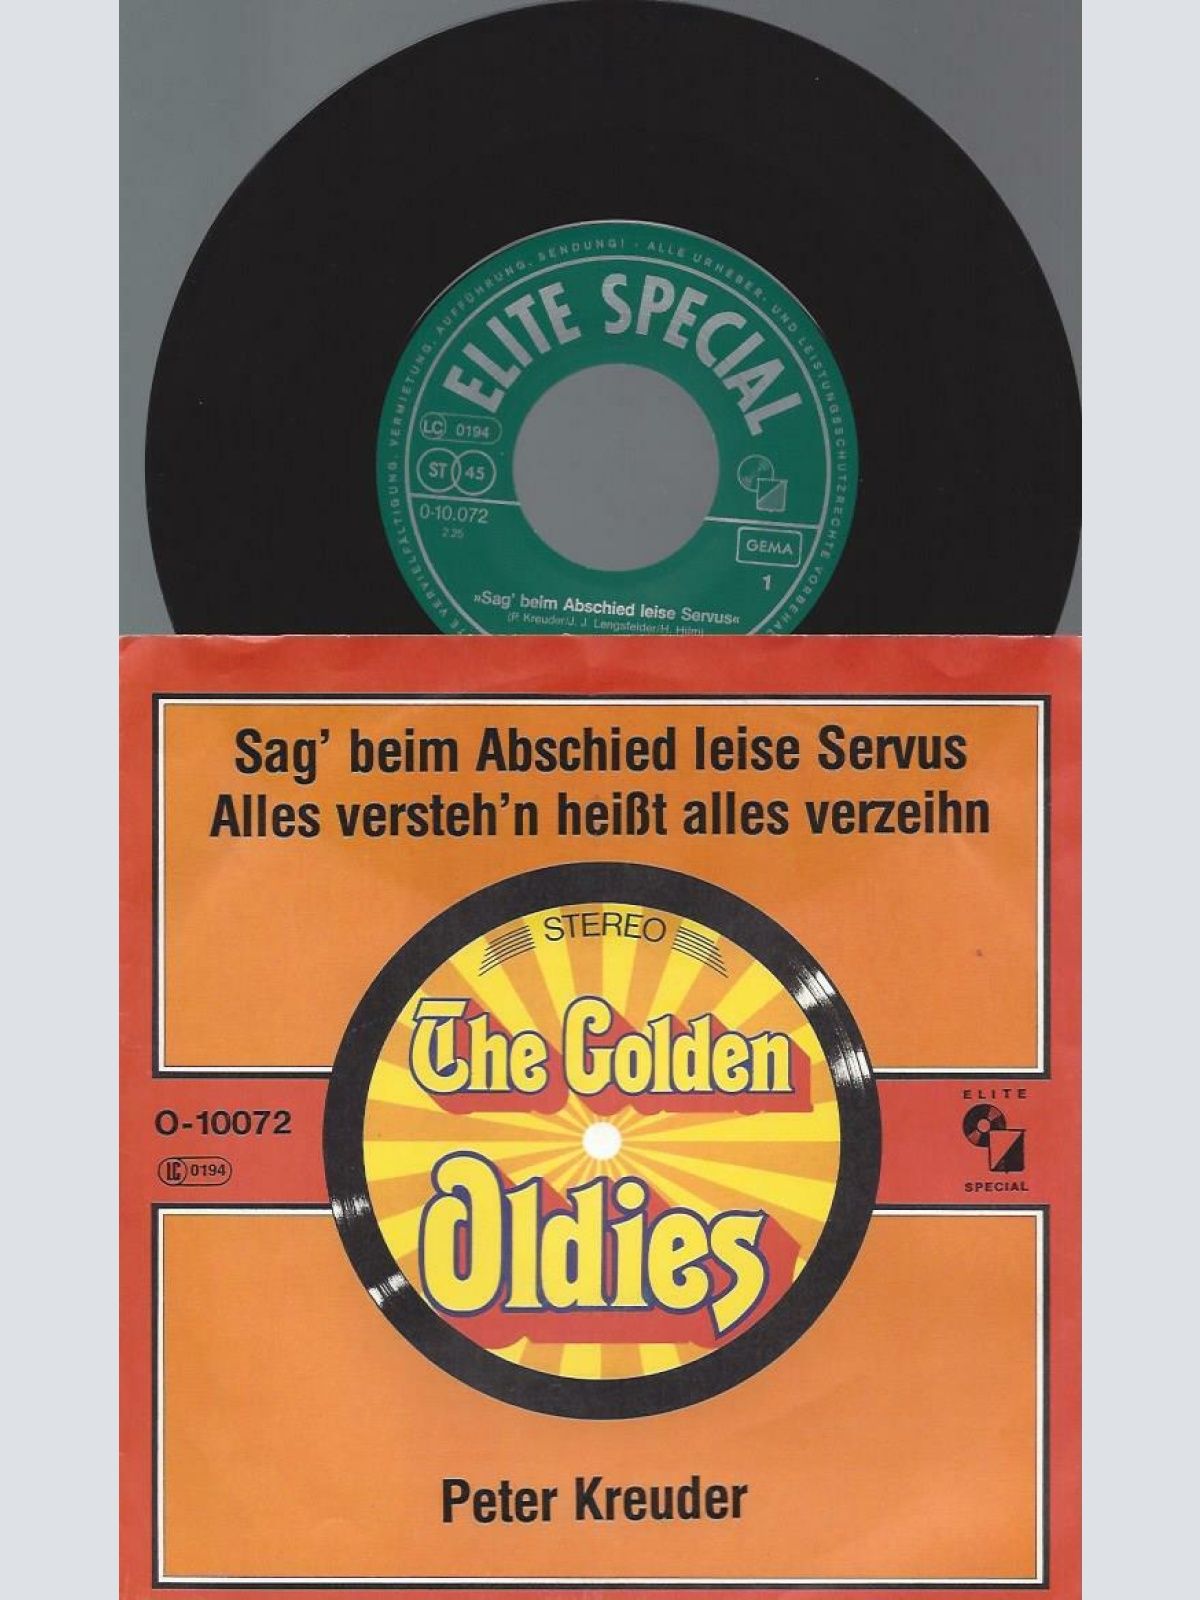 VERVIELFÄLTIGUNG, VERMIETUNG, AUFFÜHRUNG, SENDUNG! · ALLE URHEBER- UND LEISTUNGSSCHUTZRECHTE
ELITE SPECIAL
LC 0194
ST 45
0-10.072
2.25
GEMA
1
»Sag' beim Abschied leise Servus«
(P. Kreuder/J. J. Lengsfelder/H. Hilm)
Sag' beim Abschied leise Servus
Alles versteh'n heißt alles verzeihn
STEREO
The Golden
Oldies
O-10072
LC 0194
ELITE
SPECIAL
Peter Kreuder